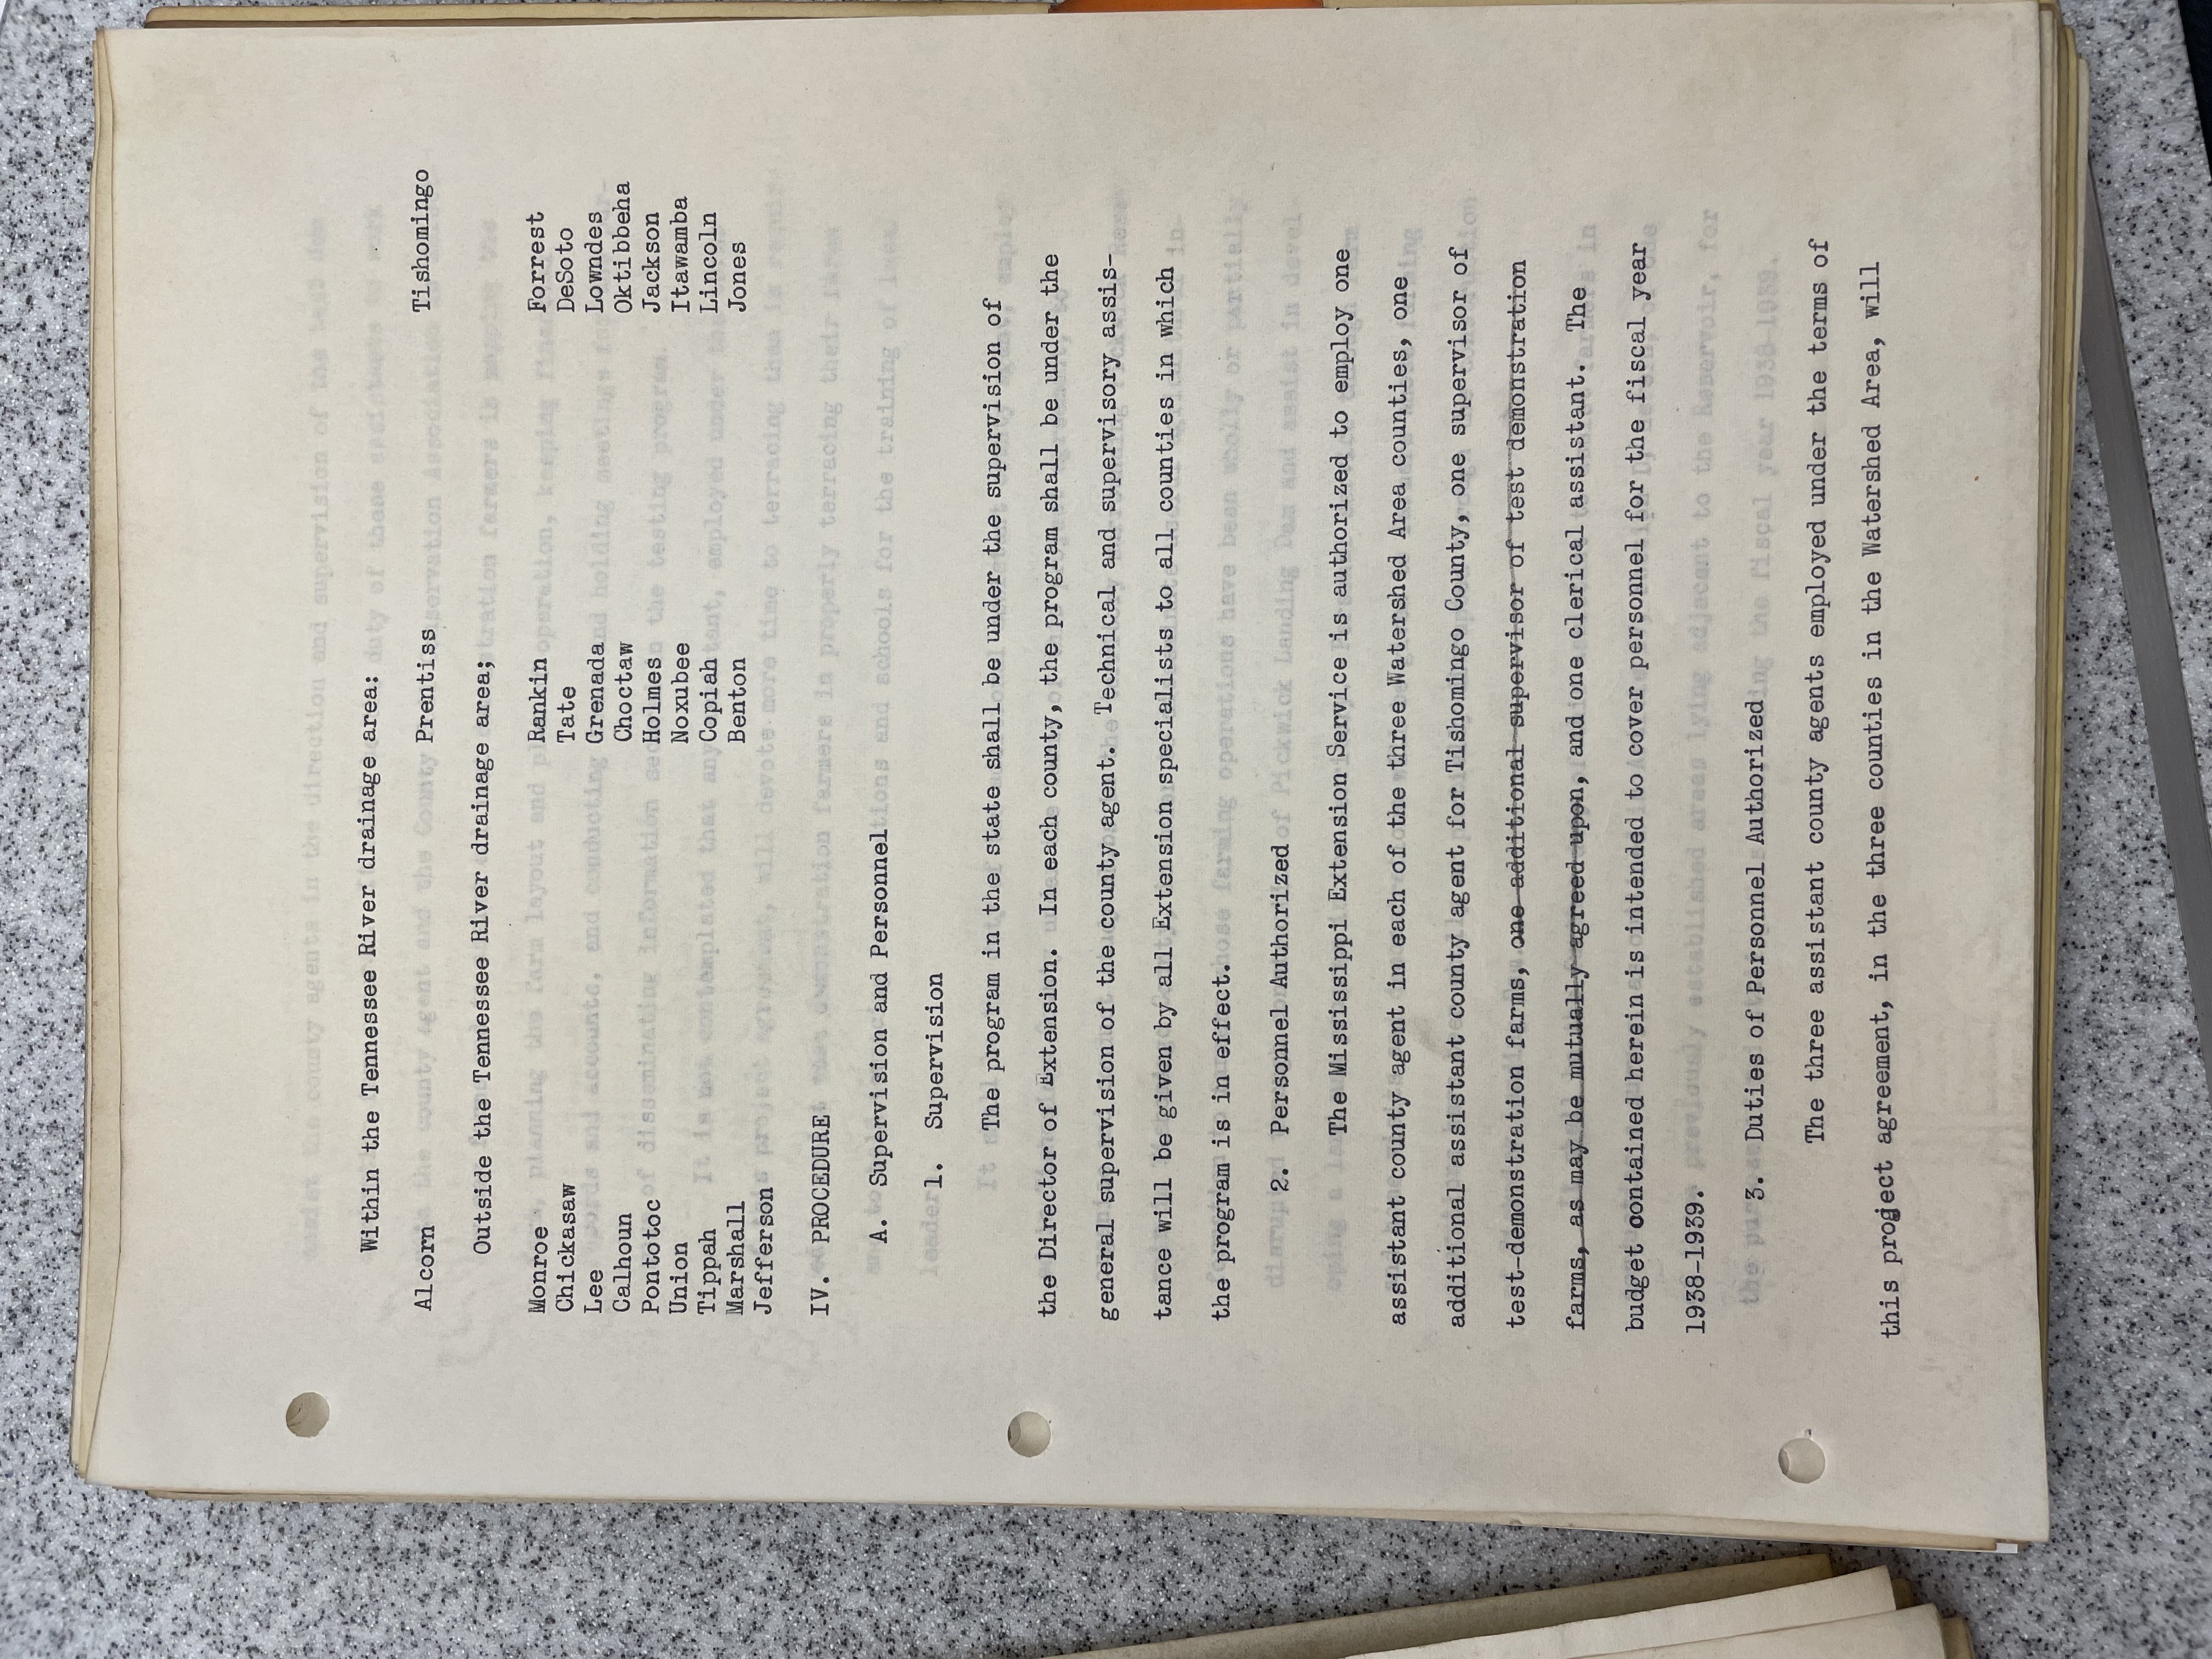 Within the Tennessee River drainage area:
Alcorn Prentiss Tishomingo
Outside the Tennessee River drainage area;
Monroe Rankin Forrest
Chickasaw Tate DeSoto
Lee Grenada Lowndes
Calhoun Choctaw Oktibbeha
Pontotoc Holmes Jackson
Union Noxubee Itawamba
Tippah Copiah Lincoln
Marshall Benton Jones
Jefferson
IV. PROCEDURE
A. Supervision and Personnel
1. Supervision
The program in the state shall be under the supervision of
the Director of Extension. In each county, the program shall be under the
general supervision of the county agent. Technical and supervisory assis-
tance will be given by all Extension specialists to all counties in which
the program is in effect.
2. Personnel Authorized
The Mississippi Extension Service is authorized to employ one
assistant county agent in each of the three Watershed Area counties, one
additional assistant county agent for Tishomingo County, one supervisor of
test-demonstration farms, one additional supervisor of test demonstration
farms, as may be mutually agreed upon, and one clerical assistant. The
budget contained herein is intended to cover personnel for the fiscal year
1938-1939.
3. Duties of Personnel Authorized
The three assistant county agents employed under the terms of
this project agreement, in the three counties in the Watershed Area, will